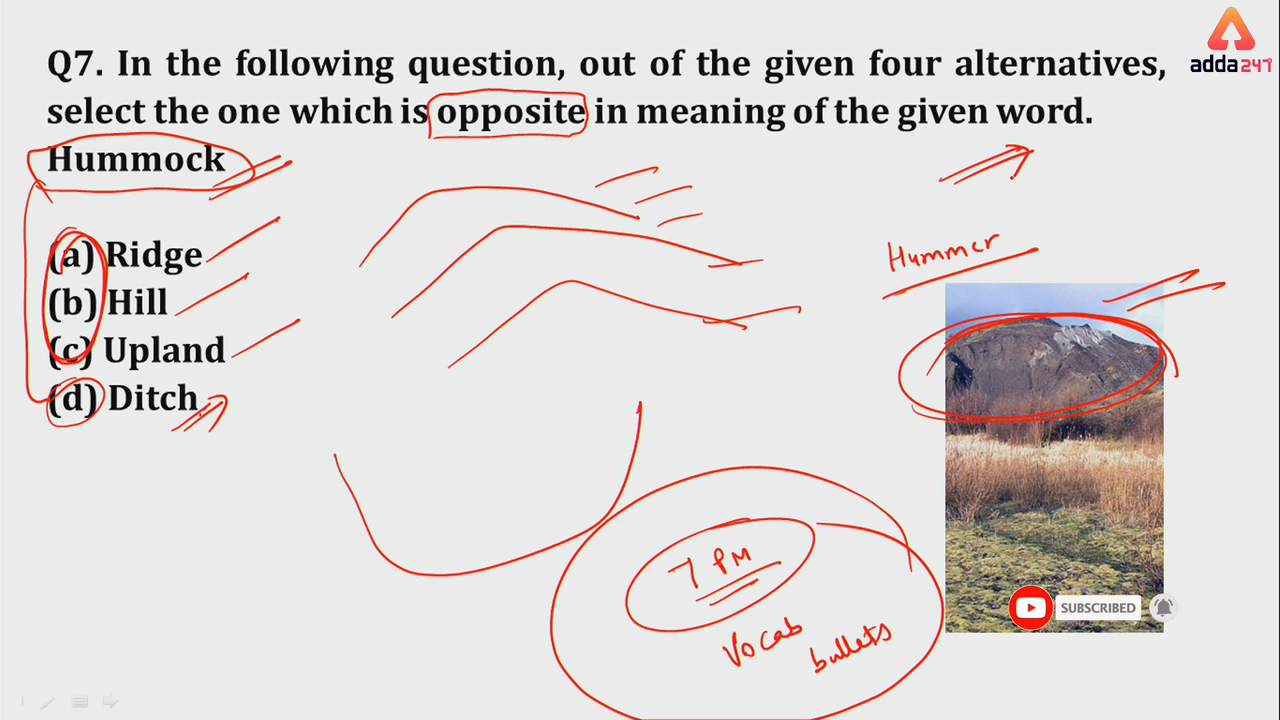 adda247
Q7. In the following question, out of the given four alternatives,
select the one which is opposite in meaning of the given word.
Hummock
(a) Ridge
(b) Hill
(c) Upland
(d) Ditch
Hummer
7 PM
Vocab
bullets
SUBSCRIBED